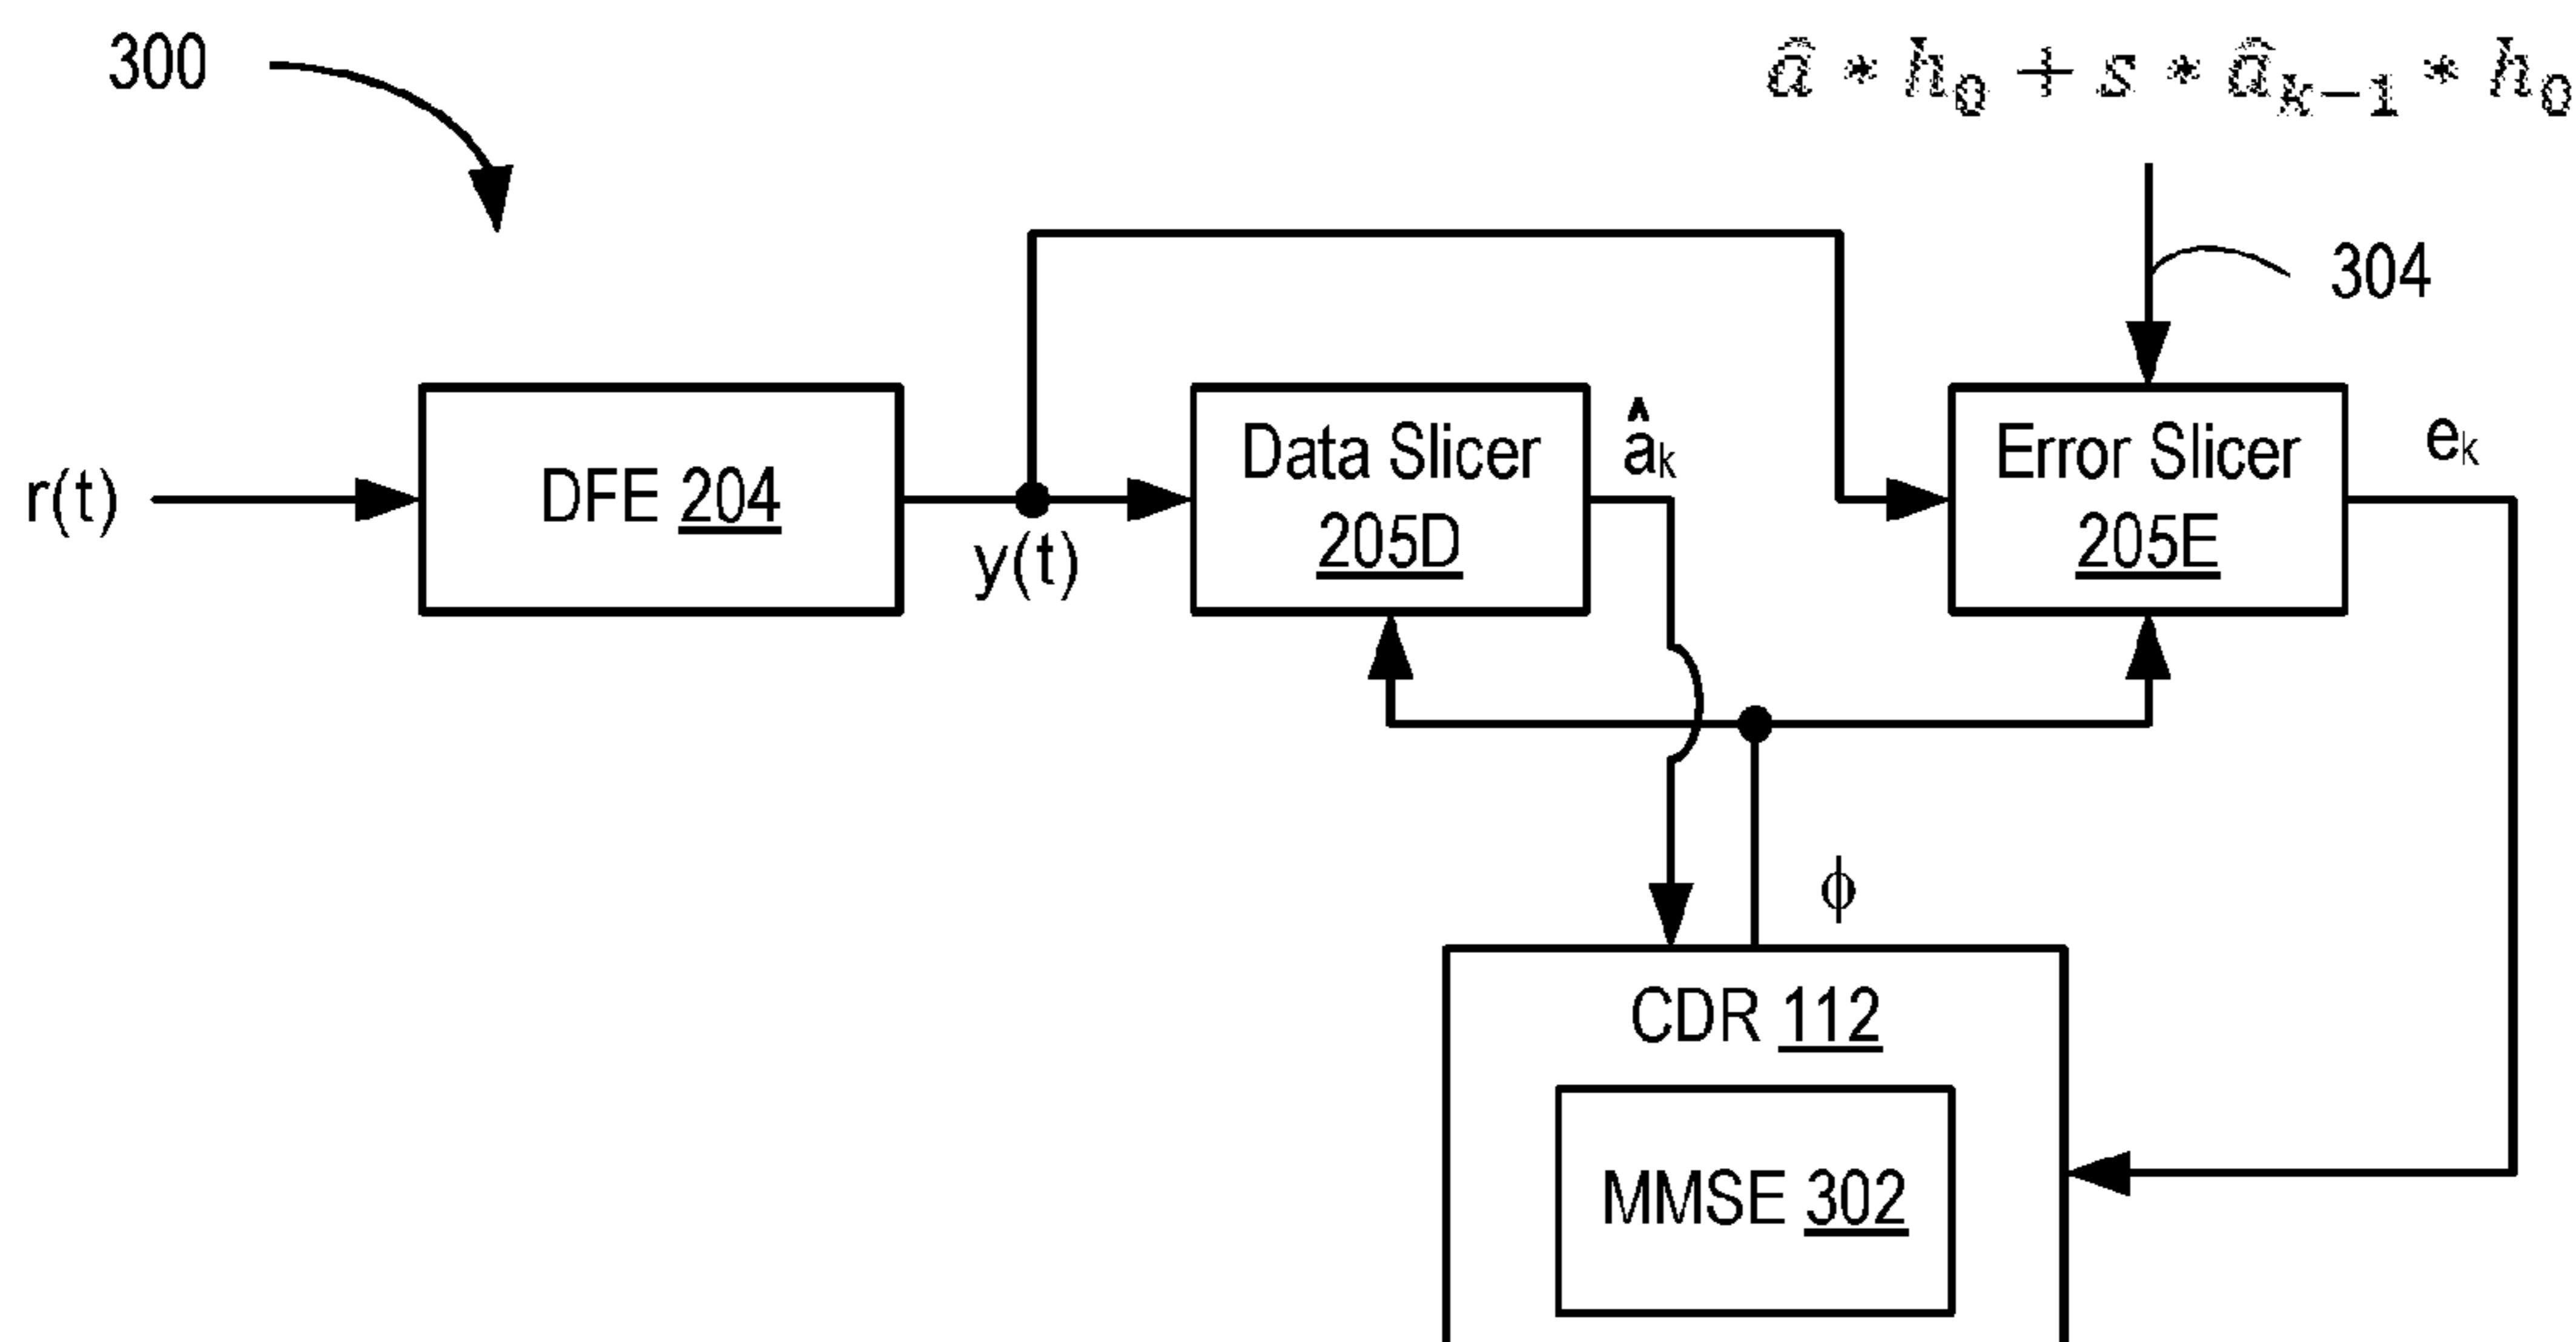 300
â * h₀ + s * âₖ₋₁ * h₀
304
r(t)
DFE 204
y(t)
Data Slicer
205D
âₖ
Error Slicer
205E
eₖ
ϕ
CDR 112
MMSE 302